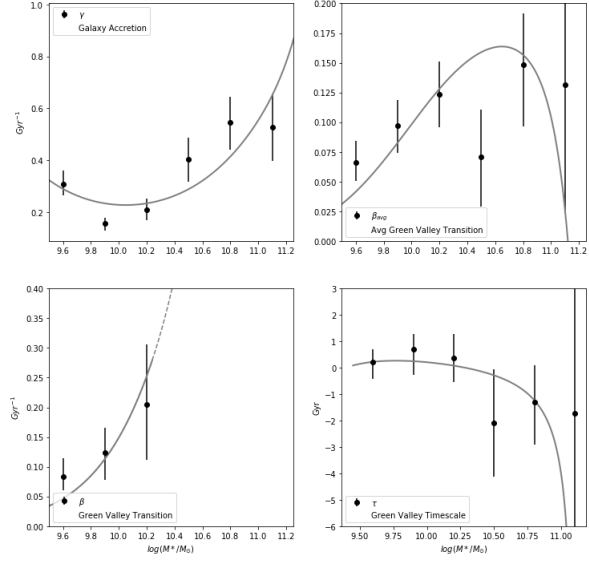 1.0
0.8
0.6
0.4
0.2
Gyr⁻¹
γ
Galaxy Accretion
9.6 9.8 10.0 10.2 10.4 10.6 10.8 11.0 11.2
0.200
0.175
0.150
0.125
0.100
0.075
0.050
0.025
0.000
β_avg
Avg Green Valley Transition
9.6 9.8 10.0 10.2 10.4 10.6 10.8 11.0 11.2
0.40
0.35
0.30
0.25
0.20
0.15
0.10
0.05
0.00
Gyr⁻¹
β
Green Valley Transition
9.6 9.8 10.0 10.2 10.4 10.6 10.8 11.0 11.2
log(M*/M₀)
3
2
1
0
−1
−2
−3
−4
−5
−6
Gyr
τ
Green Valley Timescale
9.50 9.75 10.00 10.25 10.50 10.75 11.00
log(M*/M₀)